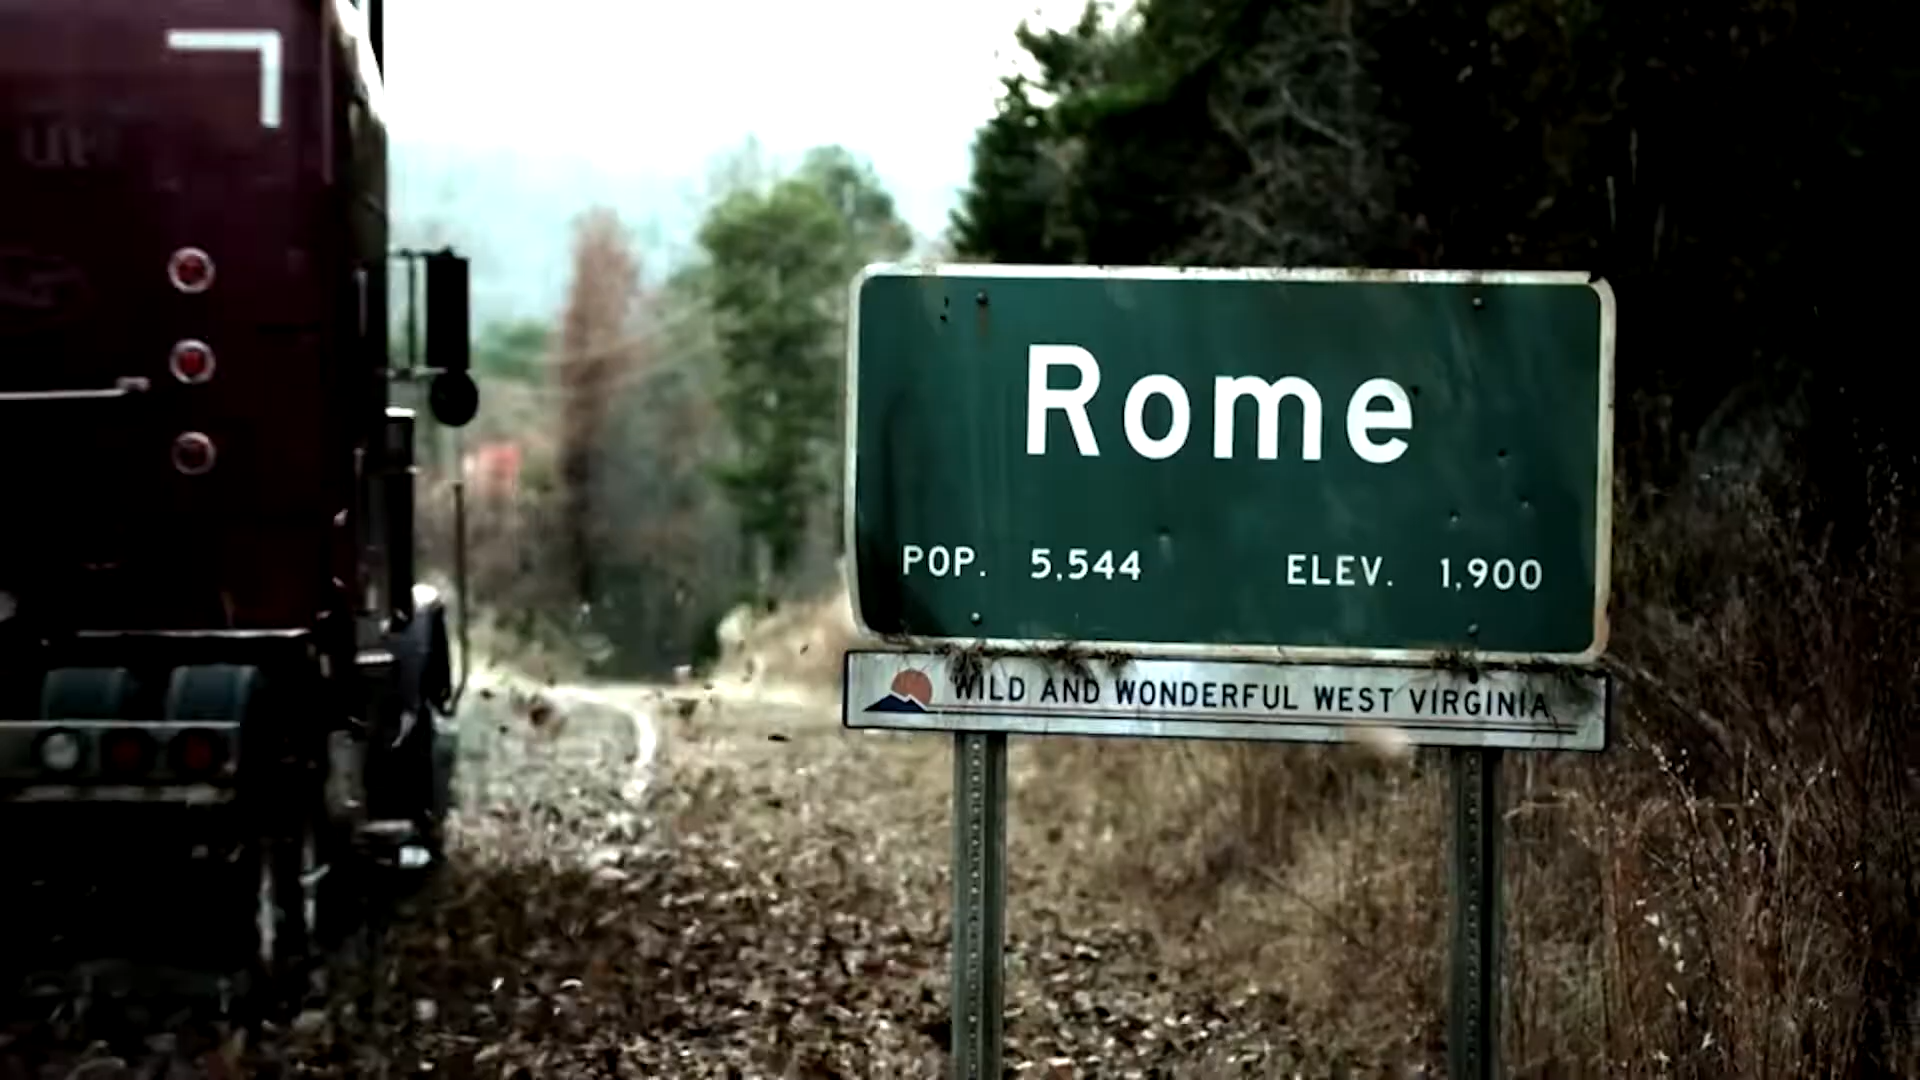 Rome
POP. 5,544 ELEV. 1,900
WILD AND WONDERFUL WEST VIRGINIA